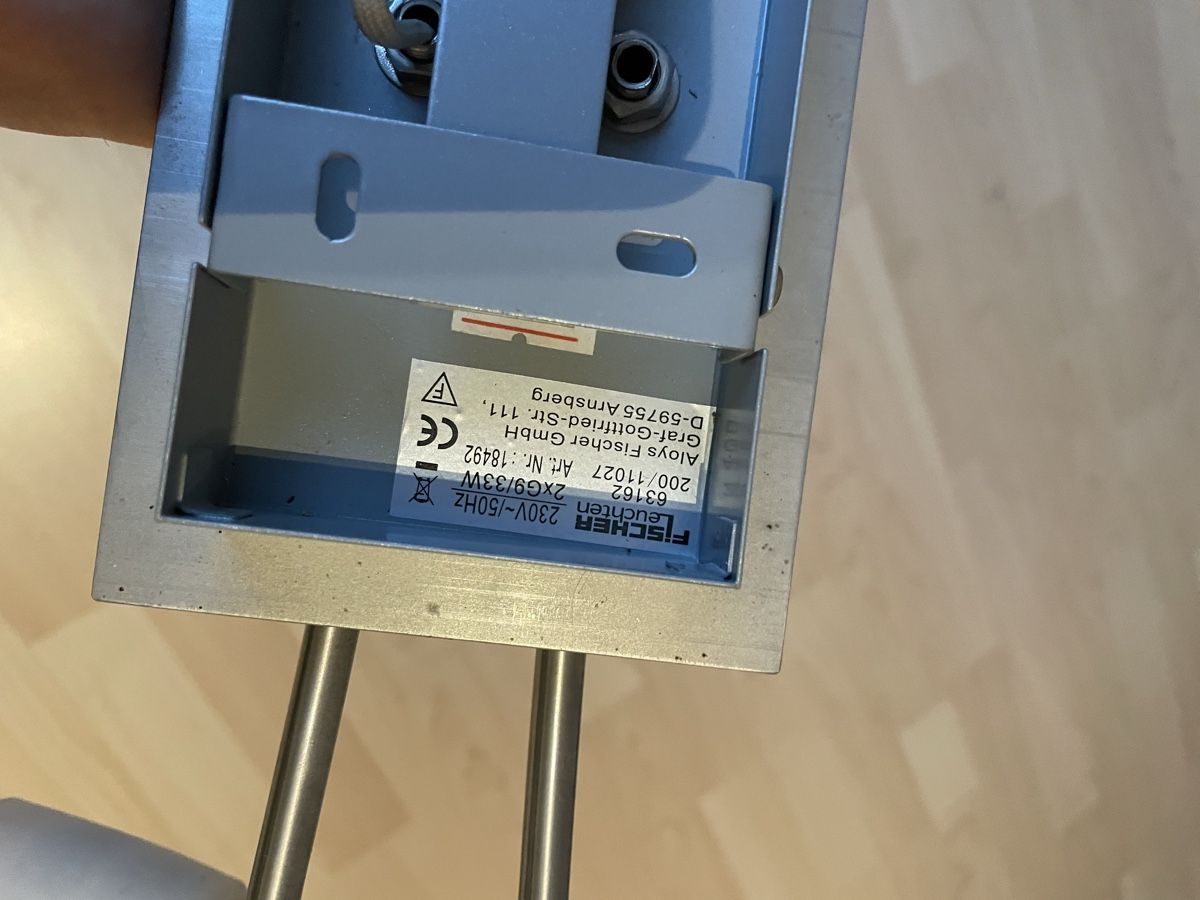 FiSCHER
Leuchten
230V~/50Hz
2xG9/33W
63162
200/11027
Art. Nr.: 18492
Aloys Fischer GmbH
Graf-Gottfried-Str. 111,
D-59755 Arnsberg
CE
F